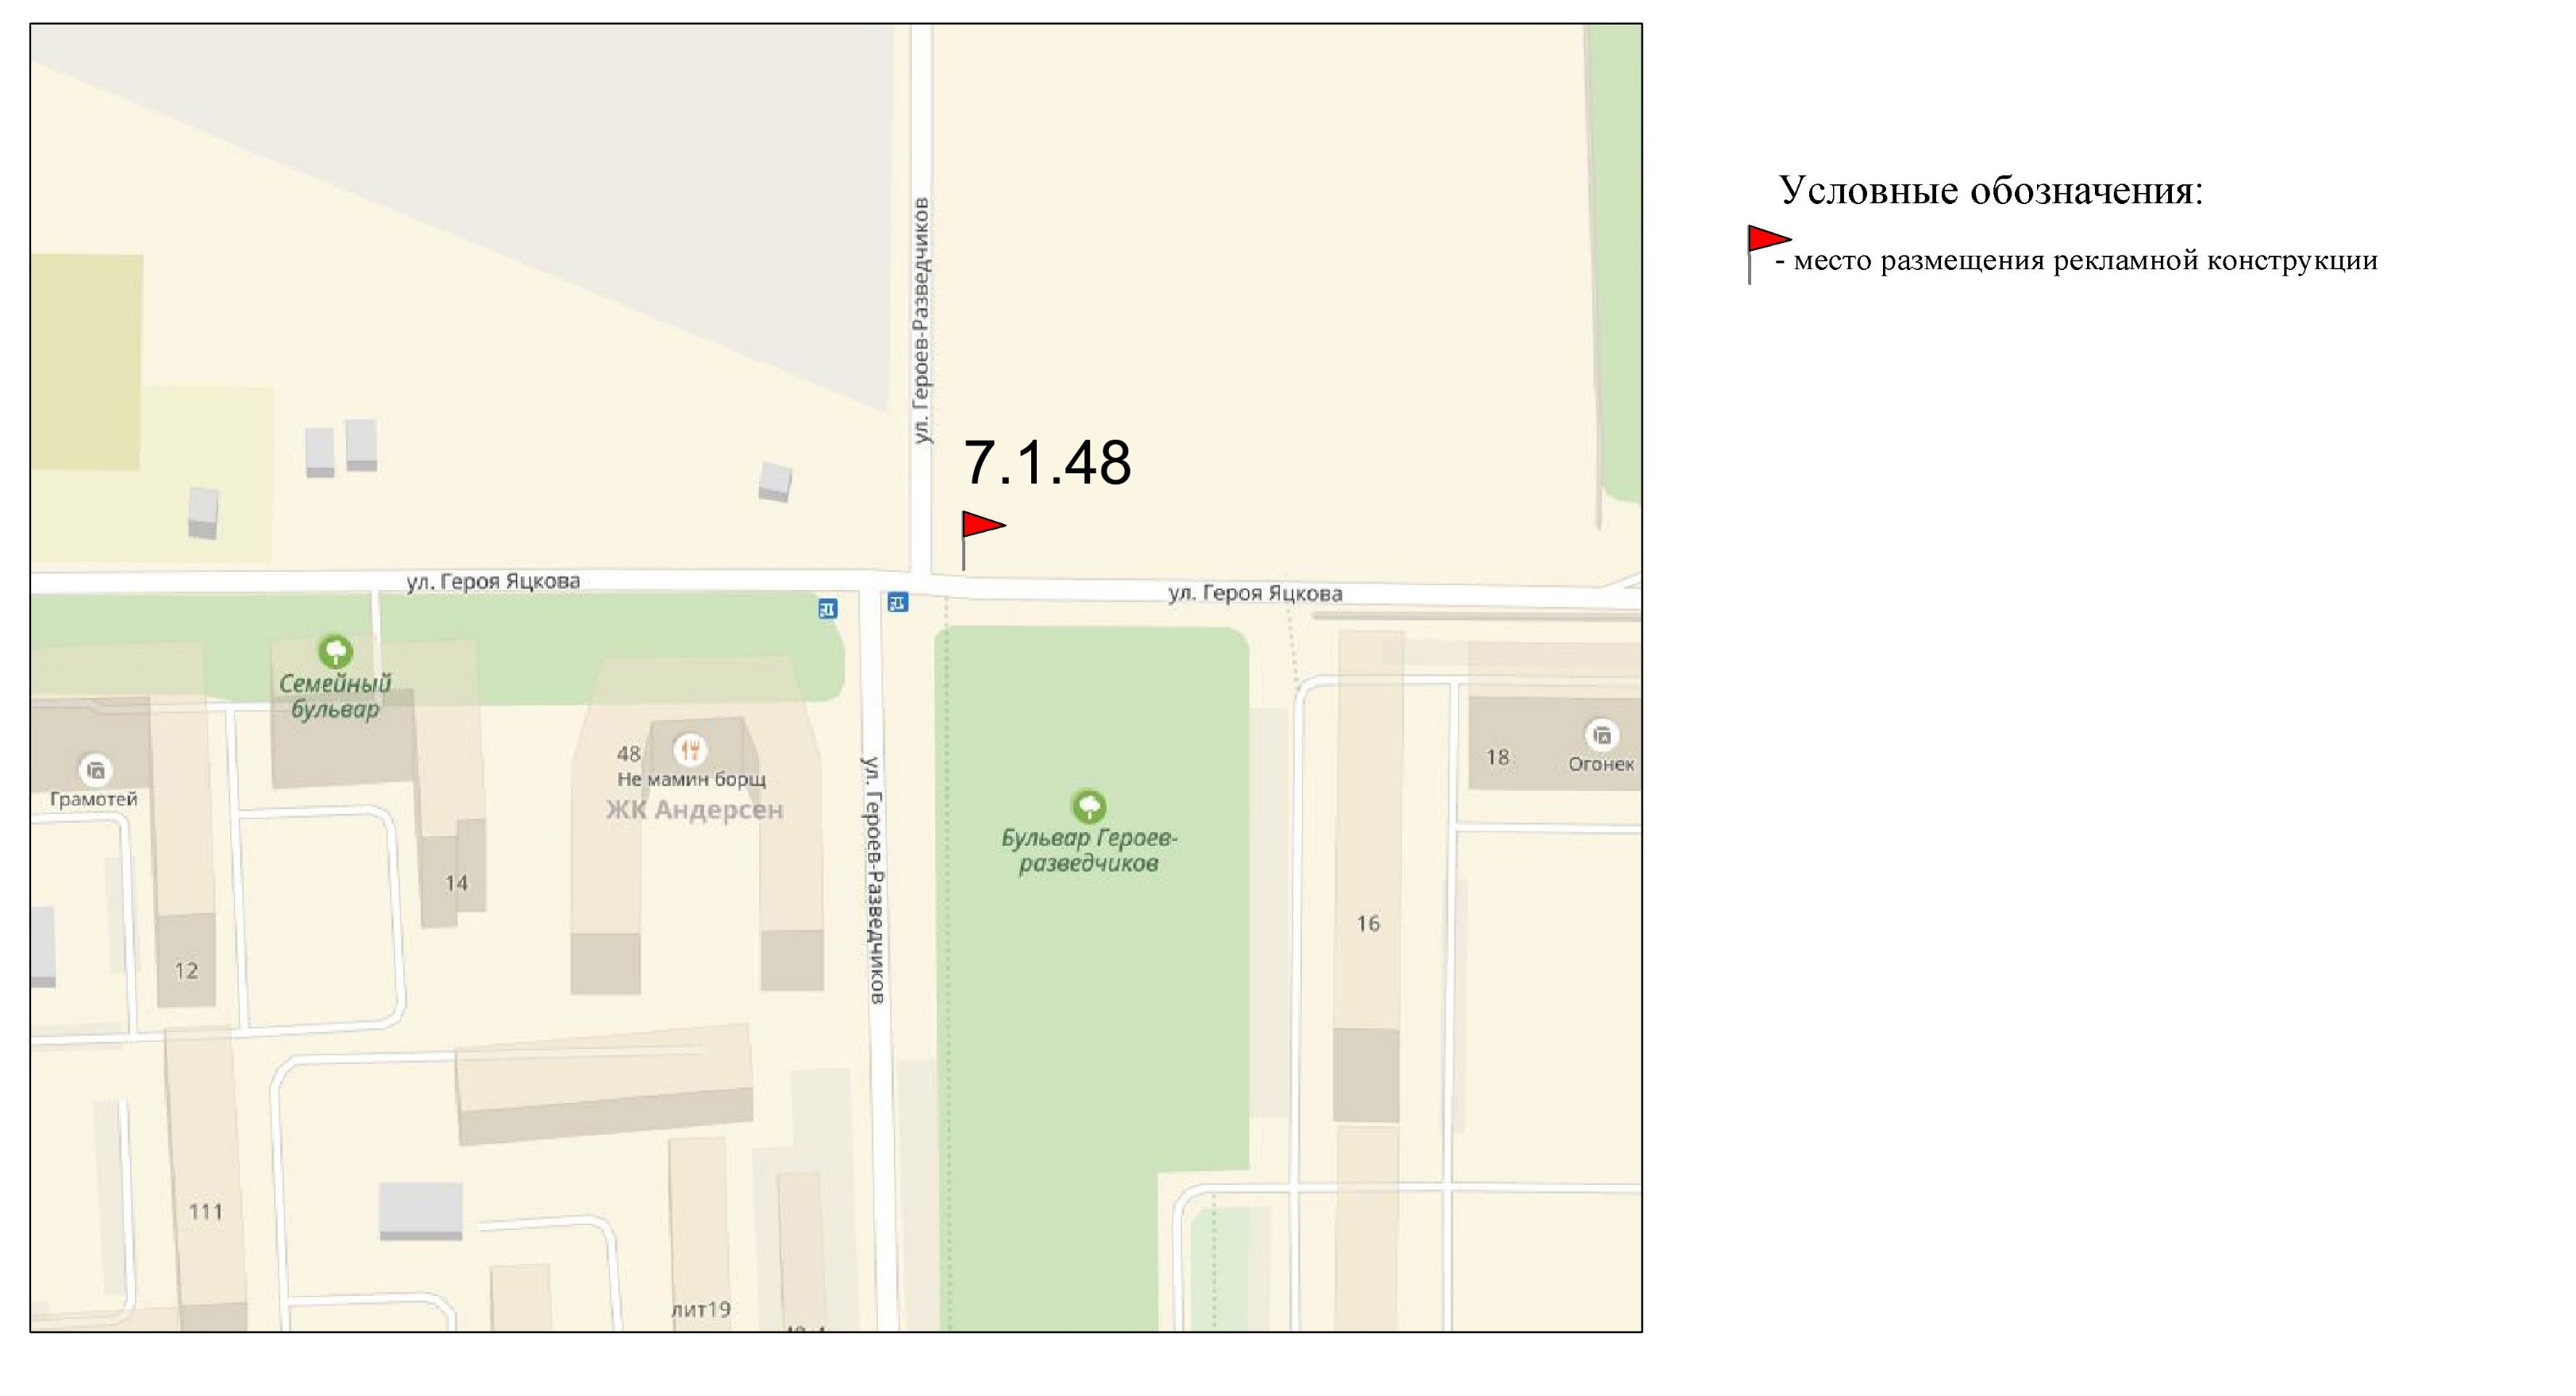 Условные обозначения:
- место размещения рекламной конструкции
ул. Героев-Разведчиков
7.1.48
ул. Героя Яцкова
ул. Героя Яцкова
Семейный
бульвар
48
Не мамин борщ
ЖК Андерсен
Грамотей
18
Огонек
ул. Героев-Разведчиков
Бульвар Героев-
разведчиков
14
16
12
111
лит19